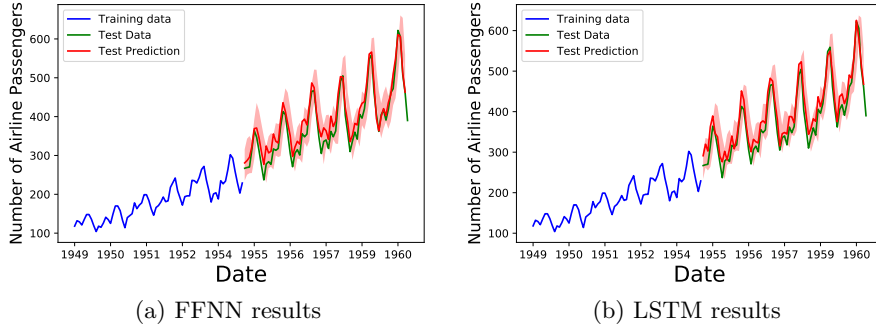 Training data
Test Data
Test Prediction
Number of Airline Passengers
600
500
400
300
200
100
1949 1950 1951 1952 1954 1955 1956 1957 1959 1960
Date
(a) FFNN results
Training data
Test Data
Test Prediction
Number of Airline Passengers
600
500
400
300
200
100
1949 1950 1951 1952 1954 1955 1956 1957 1959 1960
Date
(b) LSTM results